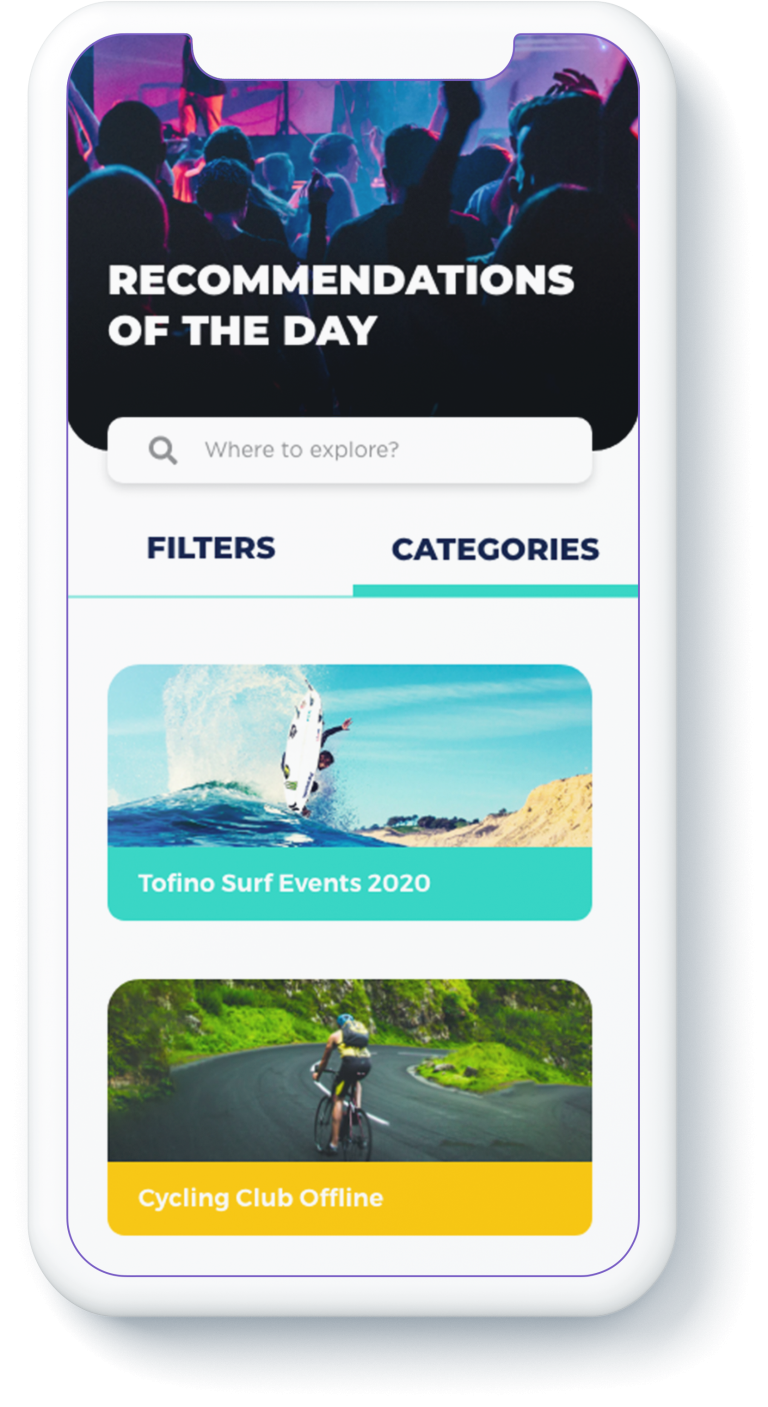 RECOMMENDATIONS
OF THE DAY
Where to explore?
FILTERS
CATEGORIES
Tofino Surf Events 2020
Cycling Club Offline